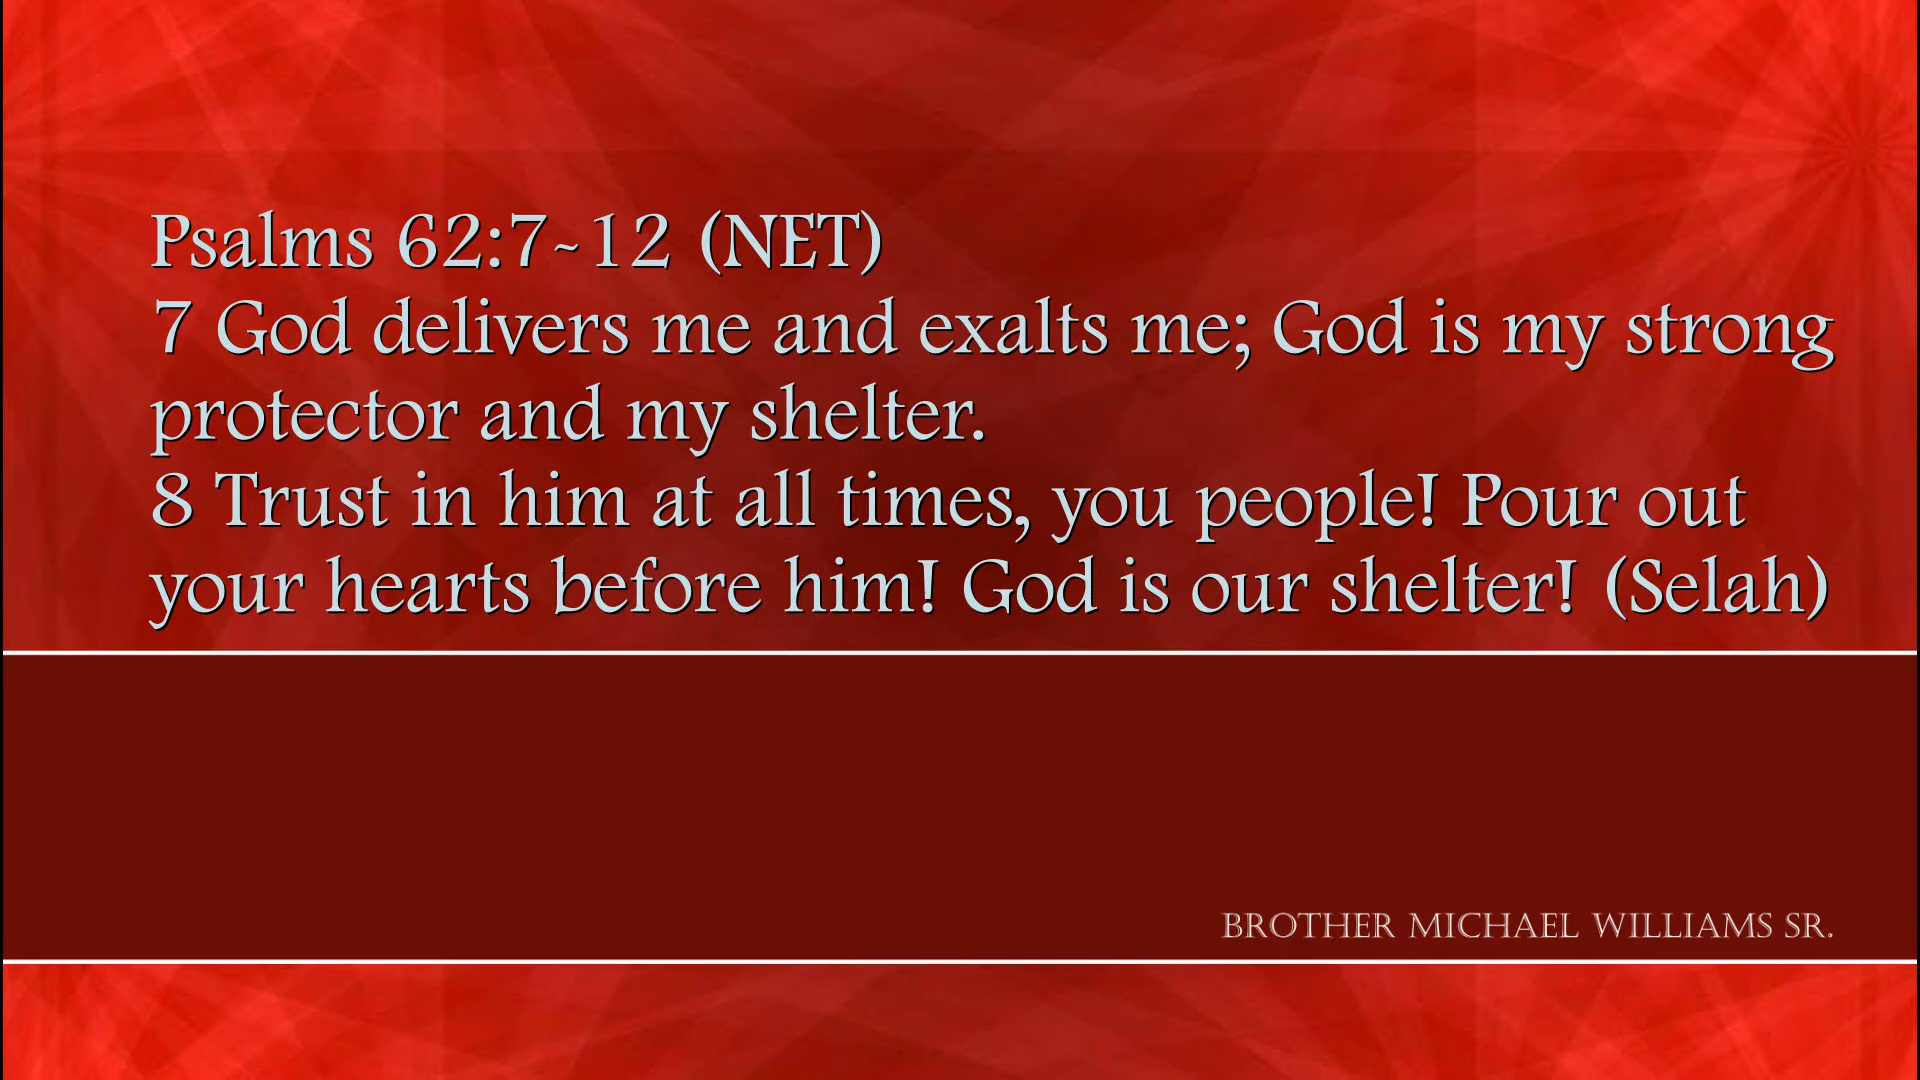 Psalms 62:7-12 (NET)
7 God delivers me and exalts me; God is my strong
protector and my shelter.
8 Trust in him at all times, you people! Pour out
your hearts before him! God is our shelter! (Selah)
BROTHER MICHAEL WILLIAMS SR.